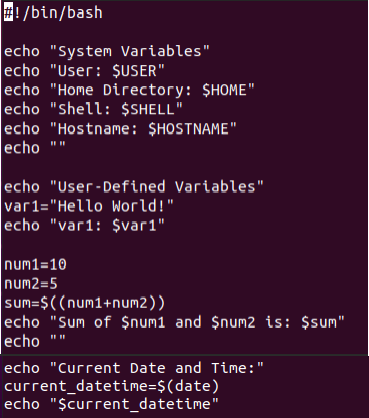 #!/bin/bash

echo "System Variables"
echo "User: $USER"
echo "Home Directory: $HOME"
echo "Shell: $SHELL"
echo "Hostname: $HOSTNAME"
echo ""

echo "User-Defined Variables"
var1="Hello World!"
echo "var1: $var1"

num1=10
num2=5
sum=$((num1+num2))
echo "Sum of $num1 and $num2 is: $sum"
echo ""
echo "Current Date and Time:"
current_datetime=$(date)
echo "$current_datetime"